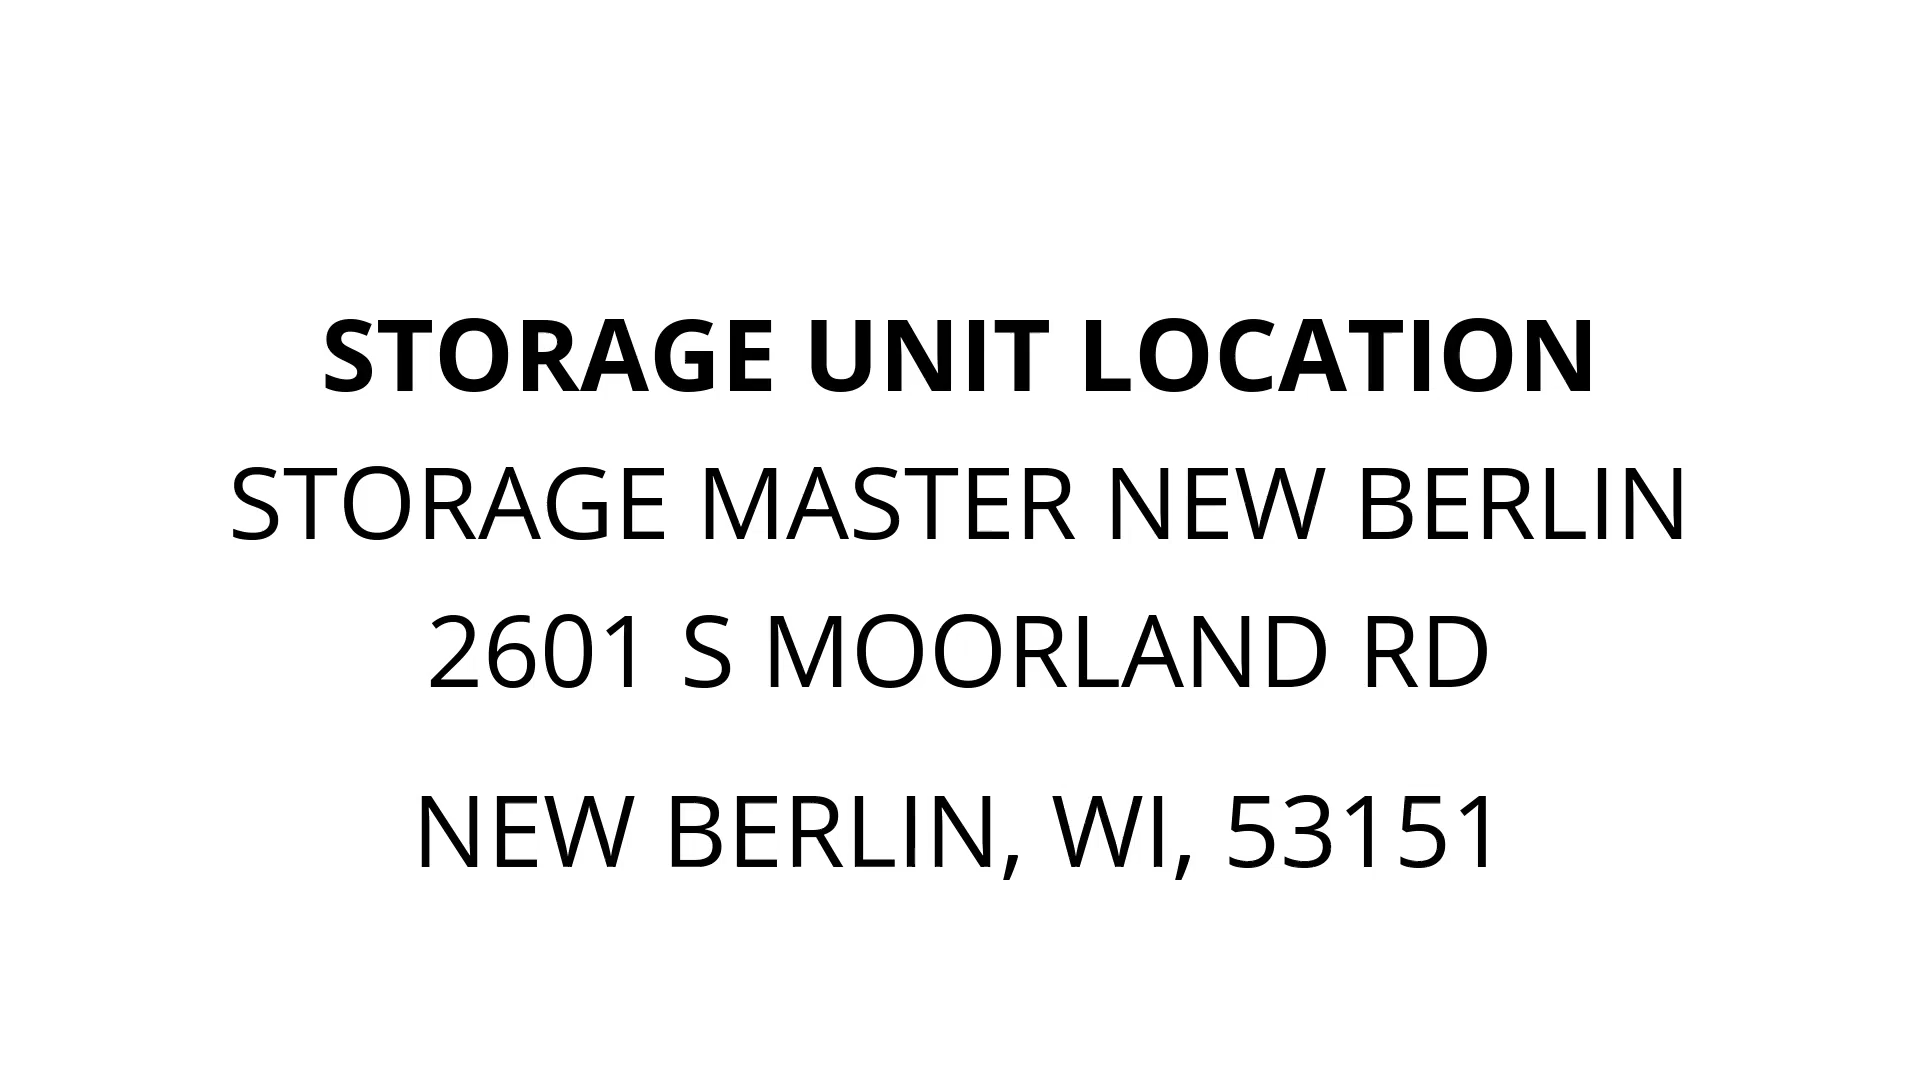 STORAGE UNIT LOCATION
STORAGE MASTER NEW BERLIN
2601 S MOORLAND RD
NEW BERLIN, WI, 53151